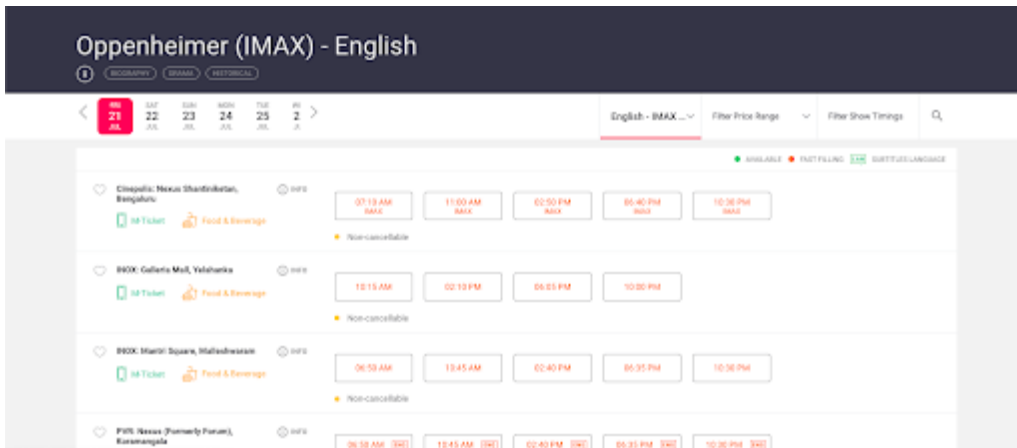 Oppenheimer (IMAX) - English
BIOGRAPHY DRAMA HISTORICAL
FRI SAT SUN MON TUE
21 22 23 24 25 2
JUL JUL JUL JUL JUL
English - IMAX ... Filter Price Range Filter Show Timings
AVAILABLE FAST FILLING LAN SUBTITLES LANGUAGE
Cinepolis: Nexus Shantiniketan,
Bengaluru
INFO
M-Ticket Food & Beverage
07:10 AM 11:00 AM 02:50 PM 06:40 PM 10:30 PM
IMAX IMAX IMAX IMAX IMAX
Non-cancellable
INOX: Galleria Mall, Yelahanka INFO
M-Ticket Food & Beverage
10:15 AM 02:10 PM 06:05 PM 10:00 PM
Non-cancellable
INOX: Mantri Square, Malleshwaram INFO
M-Ticket Food & Beverage
06:50 AM 10:45 AM 02:40 PM 06:35 PM 10:30 PM
Non-cancellable
PVR: Nexus (Formerly Forum),
Koramangala
INFO
06:50 AM 10:45 AM 02:40 PM 06:35 PM 10:30 PM